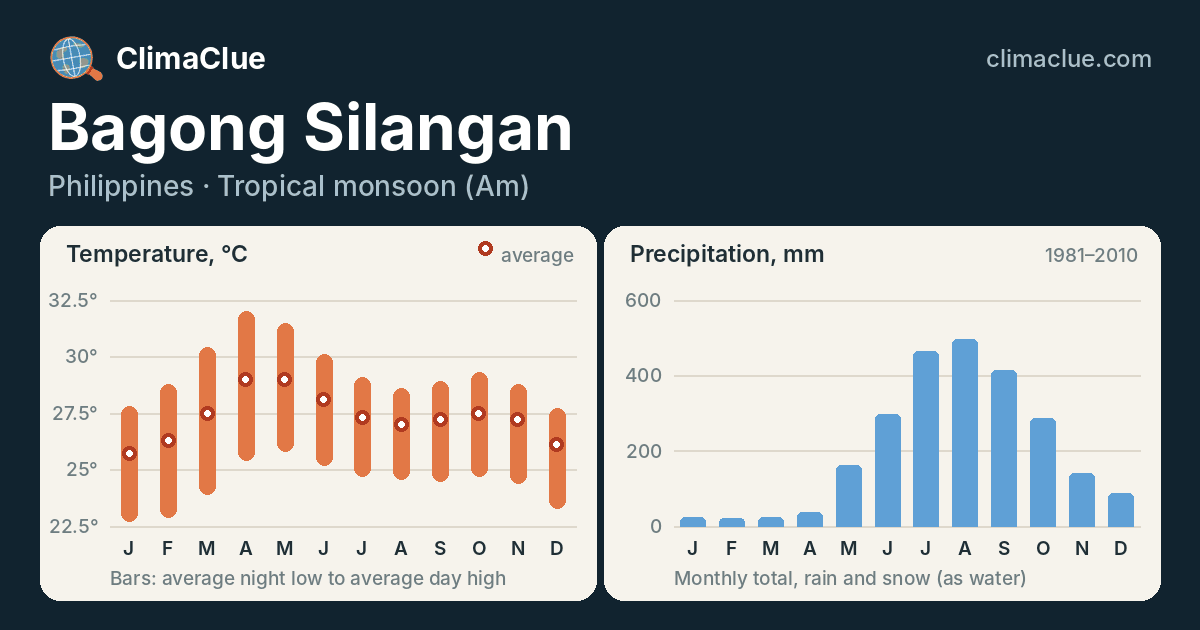 ClimaClue
climaclue.com
Bagong Silangan
Philippines · Tropical monsoon (Am)
Temperature, °C
average
32.5°
30°
27.5°
25°
22.5°
J F M A M J J A S O N D
Bars: average night low to average day high
Precipitation, mm
1981–2010
600
400
200
0
J F M A M J J A S O N D
Monthly total, rain and snow (as water)